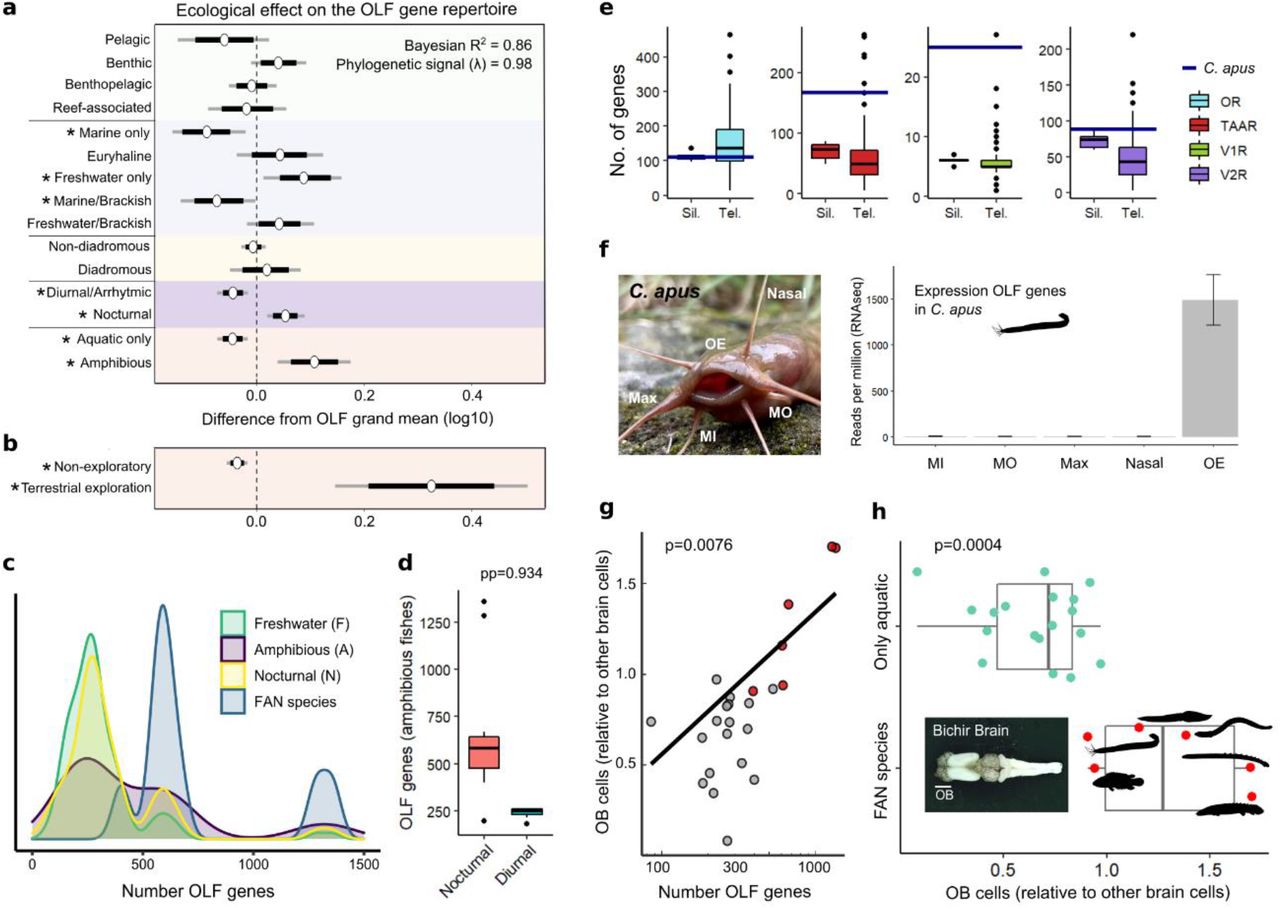 a
Ecological effect on the OLF gene repertoire
Bayesian R² = 0.86
Phylogenetic signal (λ) = 0.98
Pelagic
Benthic
Benthopelagic
Reef-associated
* Marine only
Euryhaline
* Freshwater only
* Marine/Brackish
Freshwater/Brackish
Non-diadromous
Diadromous
*Diurnal/Arrhytmic
* Nocturnal
* Aquatic only
* Amphibious
0.0 0.2 0.4
Difference from OLF grand mean (log10)
b
* Non-exploratory
*Terrestrial exploration
0.0 0.2 0.4
c
Freshwater (F)
Amphibious (A)
Nocturnal (N)
FAN species
0 500 1000 1500
Number OLF genes
d
pp=0.934
OLF genes (amphibious fishes)
1250
1000
750
500
250
Nocturnal Diurnal
e
No. of genes
400
300
200
100
0
Sil. Tel.
200
100
0
Sil. Tel.
20
10
0
Sil. Tel.
200
150
100
50
0
Sil. Tel.
C. apus
OR
TAAR
V1R
V2R
f
C. apus
Nasal
OE
Max
MO
MI
Reads per million (RNAseq)
1500
1000
500
0
Expression OLF genes
in C. apus
MI MO Max Nasal OE
g
p=0.0076
OB cells (relative to other brain cells)
1.5
1.0
0.5
100 300 1000
Number OLF genes
h
p=0.0004
Only aquatic
FAN species
Bichir Brain
OB
0.5 1.0 1.5
OB cells (relative to other brain cells)